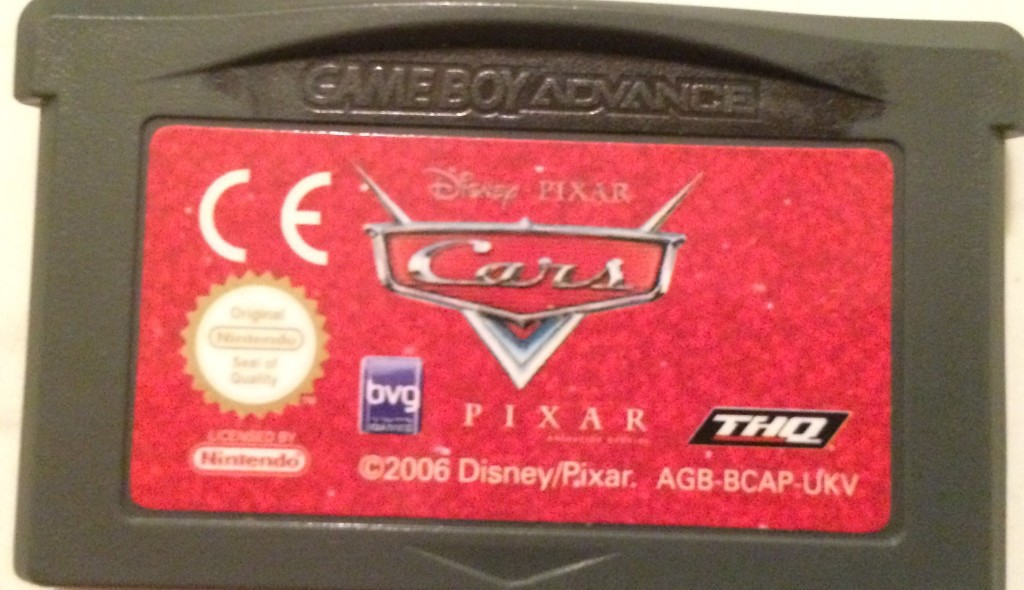 GAME BOY ADVANCE
CE
Disney PIXAR
Cars
Original
Nintendo
Seal of
Quality
TM
bvg
PIXAR
THQ
LICENSED BY
Nintendo
©2006 Disney/Pixar. AGB-BCAP-UKV